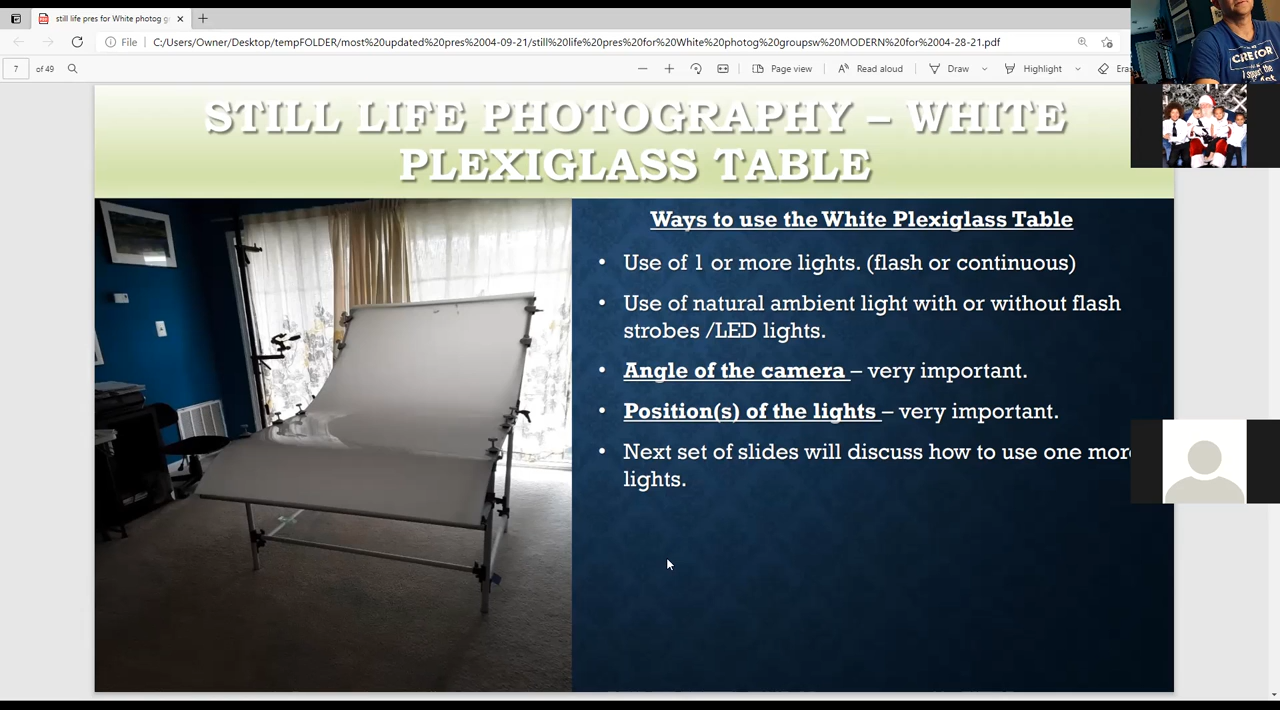 still life pres for White photog g
File C:/Users/Owner/Desktop/tempFOLDER/most%20updated%20pres%2004-09-21/still%20life%20pres%20for%20White%20photog%20groupsw%20MODERN%20for%2004-28-21.pdf
7 of 49 Page view Read aloud Draw Highlight Era
STILL LIFE PHOTOGRAPHY – WHITE
PLEXIGLASS TABLE
Ways to use the White Plexiglass Table
• Use of 1 or more lights. (flash or continuous)
• Use of natural ambient light with or without flash
strobes /LED lights.
• Angle of the camera – very important.
• Position(s) of the lights – very important.
• Next set of slides will discuss how to use one more
lights.
I support the